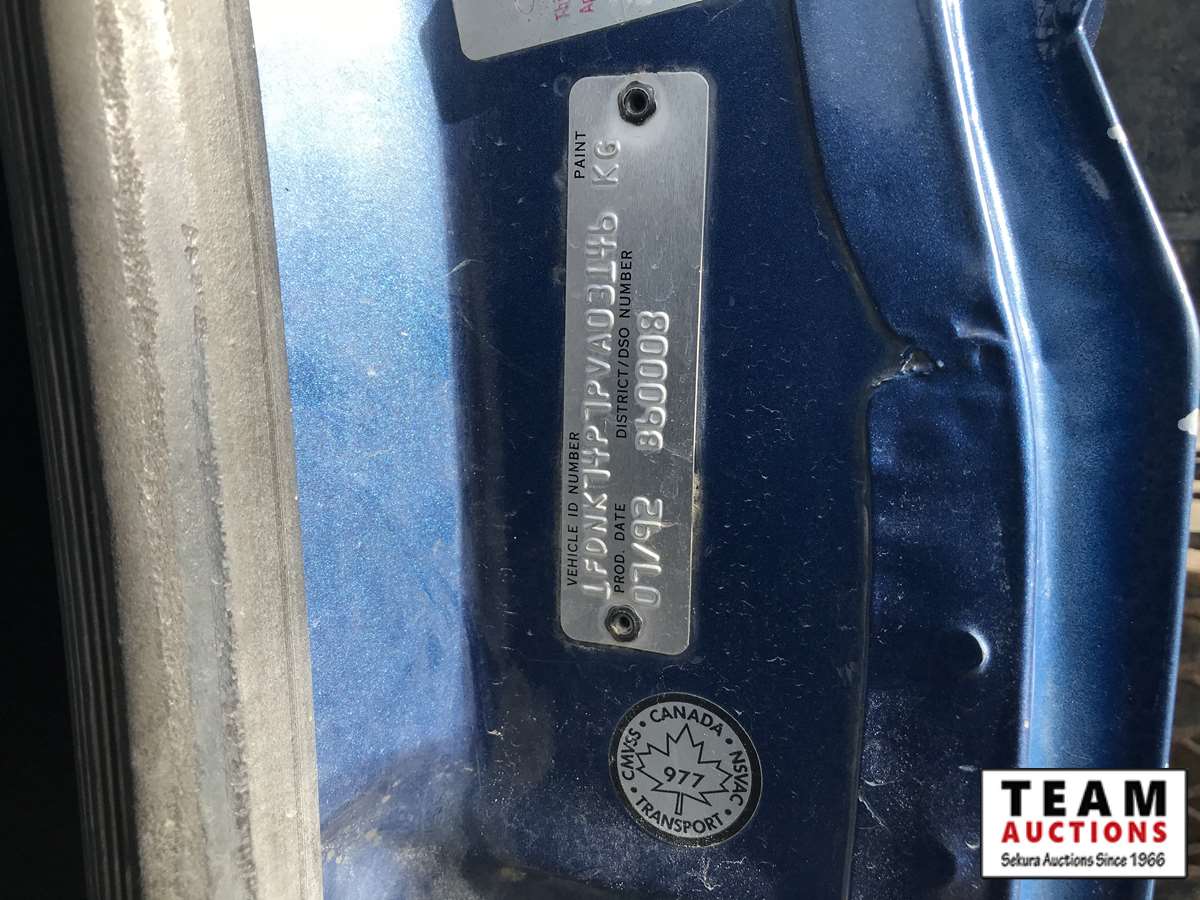 PAINT
VEHICLE ID NUMBER
1FDNK74P7PVA03146 KG
PROD. DATE DISTRICT/DSO NUMBER
07/92 B60008
CMVSS • CANADA • NSVAC • TRANSPORT •
977
TEAM
AUCTIONS
Sekura Auctions Since 1966